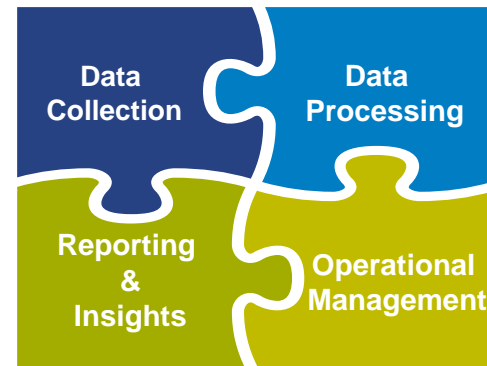 Data
Collection
Data
Processing
Reporting
&
Insights
Operational
Management